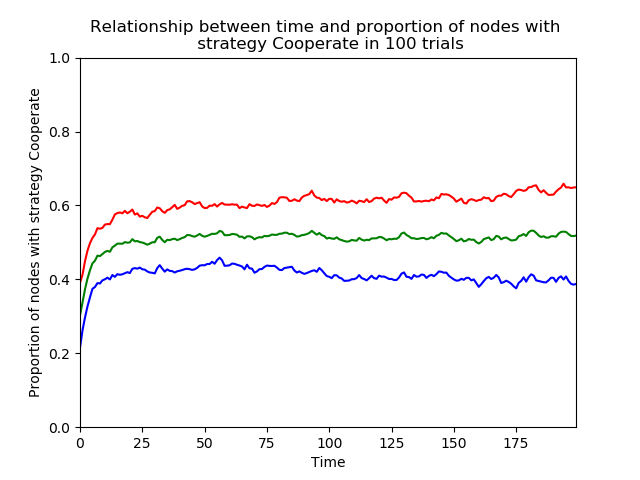 Relationship between time and proportion of nodes with
strategy Cooperate in 100 trials
Proportion of nodes with strategy Cooperate
1.0
0.8
0.6
0.4
0.2
0.0
0 25 50 75 100 125 150 175
Time